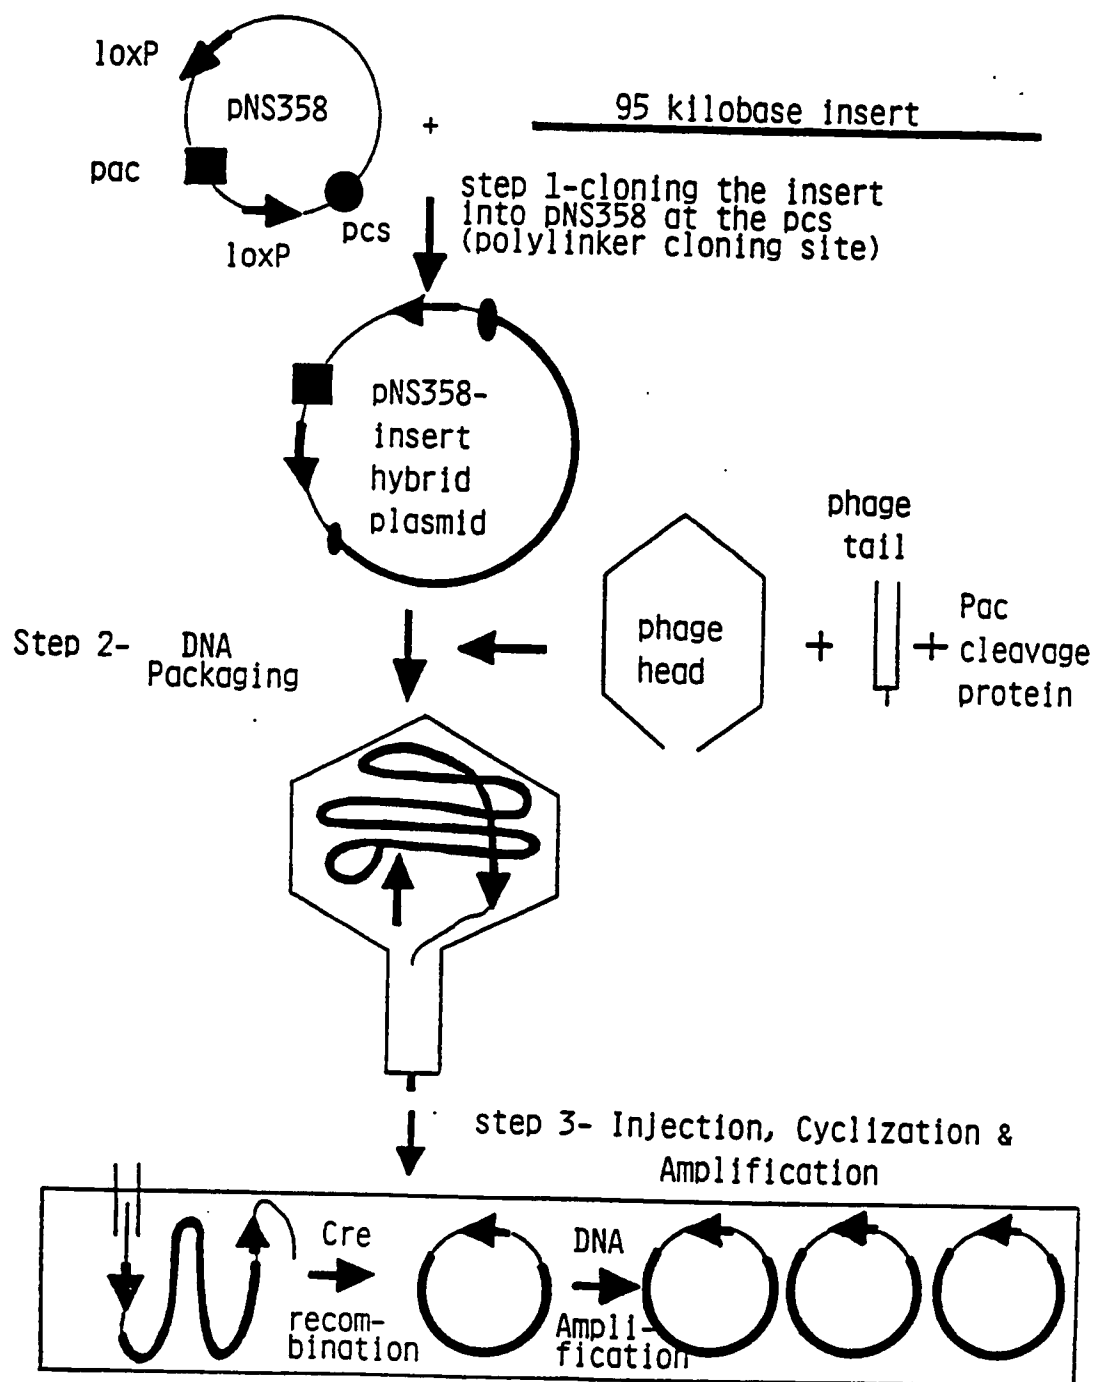 loxP
pNS358
+
95 kilobase insert
pac
loxP
pcs
step 1-cloning the insert
into pNS358 at the pcs
(polylinker cloning site)
pNS358-
insert
hybrid
plasmid
phage
tail
phage
head
+
+
Pac
cleavage
protein
Step 2- DNA
Packaging
step 3- Injection, Cyclization &
Amplification
Cre
recom-
bination
DNA
Ampli-
fication